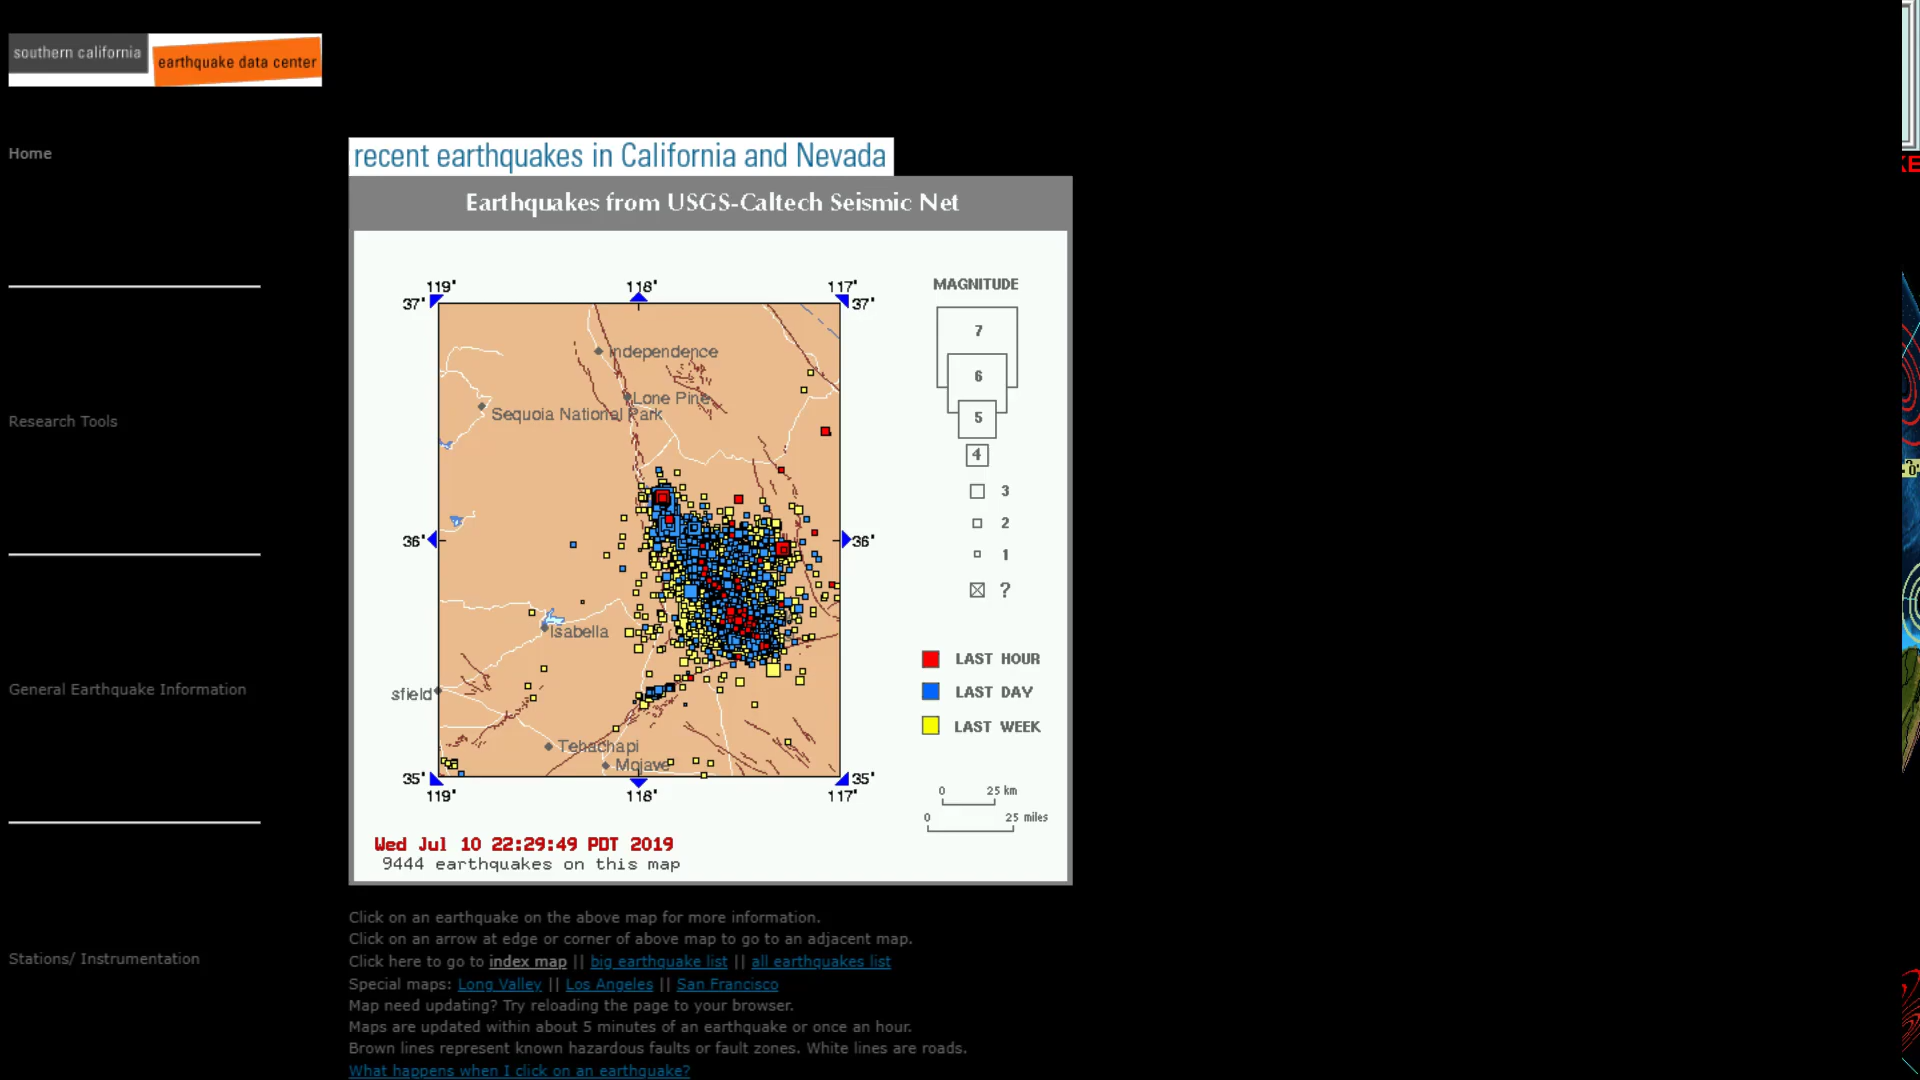 southern california
earthquake data center
Home
Research Tools
General Earthquake Information
Stations/ Instrumentation
recent earthquakes in California and Nevada
Earthquakes from USGS-Caltech Seismic Net
119° 118° 117°
37° 37°
Independence
Lone Pine
Sequoia National Park
36° 36°
Isabella
sfield
Tehachapi
Mojave
35° 35°
119° 118° 117°
MAGNITUDE
7
6
5
4
3
2
1
?
LAST HOUR
LAST DAY
LAST WEEK
0 25 km
0 25 miles
Wed Jul 10 22:29:49 PDT 2019
9444 earthquakes on this map
Click on an earthquake on the above map for more information.
Click on an arrow at edge or corner of above map to go to an adjacent map.
Click here to go to index map || big earthquake list || all earthquakes list
Special maps: Long Valley || Los Angeles || San Francisco
Map need updating? Try reloading the page to your browser.
Maps are updated within about 5 minutes of an earthquake or once an hour.
Brown lines represent known hazardous faults or fault zones. White lines are roads.
What happens when I click on an earthquake?
KE